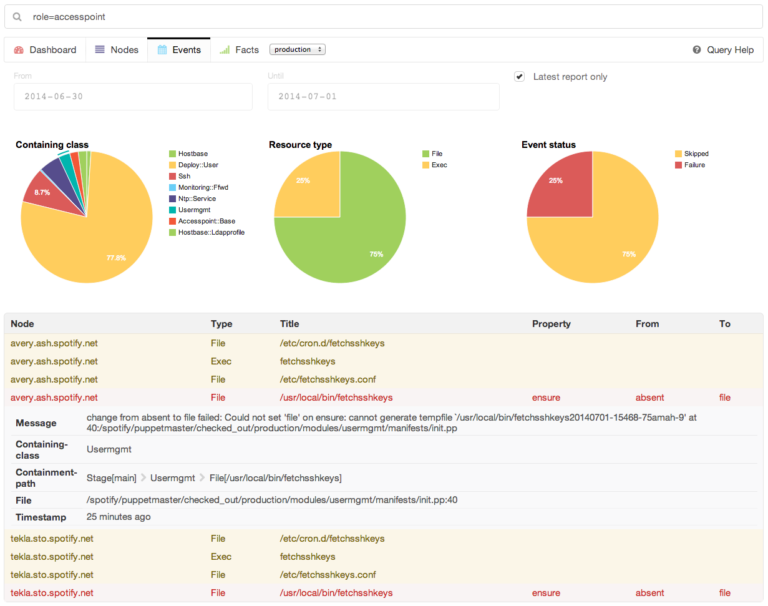 role=accesspoint
Dashboard Nodes Events Facts production Query Help
From Until Latest report only
2014-06-30 2014-07-01
Containing class
Hostbase
Deploy::User
Ssh
Monitoring::Ffwd
Ntp::Service
Usermgmt
Accesspoint::Base
Hostbase::Ldapprofile
8.7%
77.8%
Resource type
File
Exec
25%
75%
Event status
Skipped
Failure
25%
75%
Node Type Title Property From To
avery.ash.spotify.net File /etc/cron.d/fetchsshkeys
avery.ash.spotify.net Exec fetchsshkeys
avery.ash.spotify.net File /etc/fetchsshkeys.conf
avery.ash.spotify.net File /usr/local/bin/fetchsshkeys ensure absent file
Message change from absent to file failed: Could not set 'file' on ensure: cannot generate tempfile `/usr/local/bin/fetchsshkeys20140701-15468-75amah-9' at
40:/spotify/puppetmaster/checked_out/production/modules/usermgmt/manifests/init.pp
Containing-
class Usermgmt
Containment-
path Stage[main] > Usermgmt > File[/usr/local/bin/fetchsshkeys]
File /spotify/puppetmaster/checked_out/production/modules/usermgmt/manifests/init.pp:40
Timestamp 25 minutes ago
tekla.sto.spotify.net File /etc/cron.d/fetchsshkeys
tekla.sto.spotify.net Exec fetchsshkeys
tekla.sto.spotify.net File /etc/fetchsshkeys.conf
tekla.sto.spotify.net File /usr/local/bin/fetchsshkeys ensure absent file